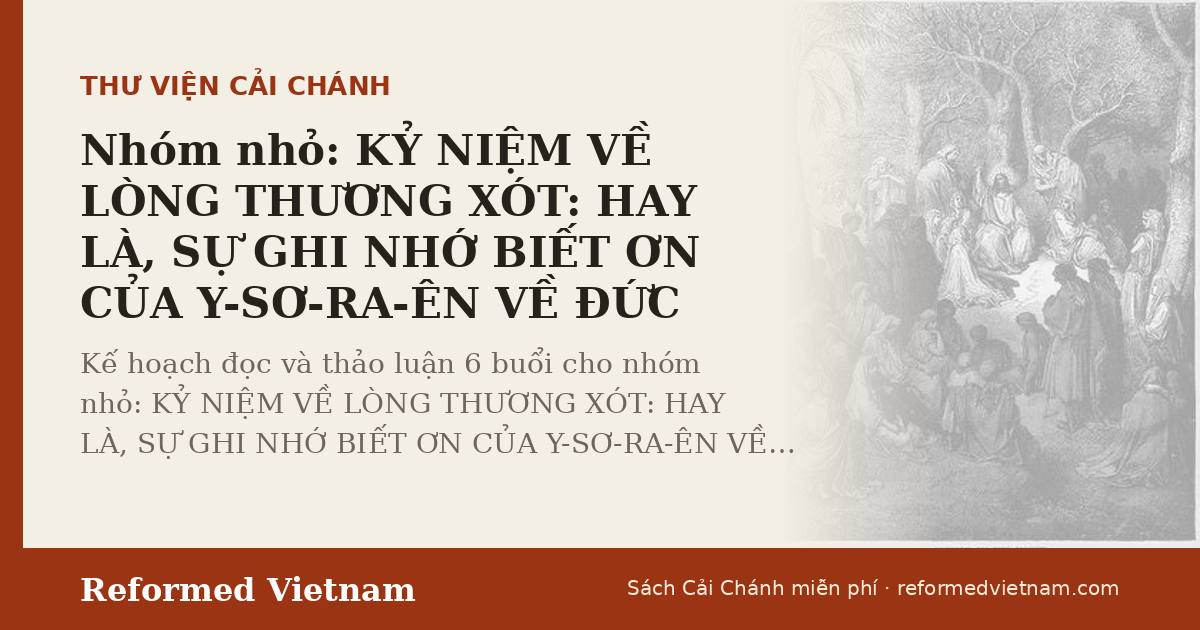 THƯ VIỆN CẢI CHÁNH
Nhóm nhỏ: KỶ NIỆM VỀ
LÒNG THƯƠNG XÓT: HAY
LÀ, SỰ GHI NHỚ BIẾT ƠN
CỦA Y-SƠ-RA-ÊN VỀ ĐỨC
Kế hoạch đọc và thảo luận 6 buổi cho nhóm
nhỏ: KỶ NIỆM VỀ LÒNG THƯƠNG XÓT: HAY
LÀ, SỰ GHI NHỚ BIẾT ƠN CỦA Y-SƠ-RA-ÊN VỀ...
Reformed Vietnam
Sách Cải Chánh miễn phí · reformedvietnam.com